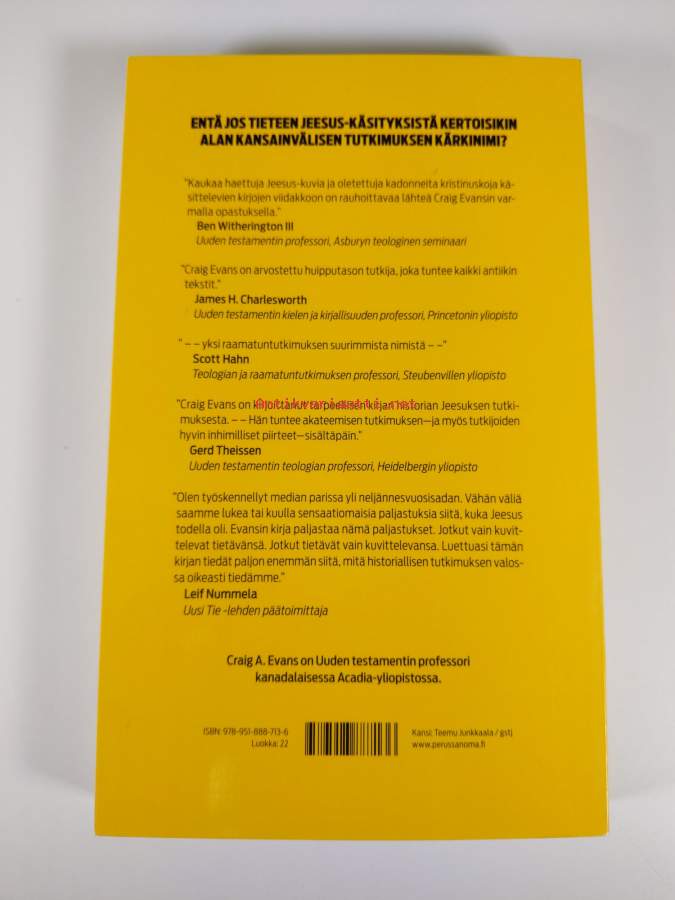 ENTÄ JOS TIETEEN JEESUS-KÄSITYKSISTÄ KERTOISIKIN
ALAN KANSAINVÄLISEN TUTKIMUKSEN KÄRKINIMI?
"Kaukaa haettuja Jeesus-kuvia ja oletettuja kadonneita kristinuskoja kä-
sittelevien kirjojen viidakkoon on rauhoittavaa lähteä Craig Evansin var-
malla opastuksella."
Ben Witherington III
Uuden testamentin professori, Asburyn teologinen seminaari
"Craig Evans on arvostettu huipputason tutkija, joka tuntee kaikki antiikin
tekstit."
James H. Charlesworth
Uuden testamentin kielen ja kirjallisuuden professori, Princetonin yliopisto
" – – yksi raamatuntutkimuksen suurimmista nimistä – –"
Scott Hahn
Teologian ja raamatuntutkimuksen professori, Steubenvillen yliopisto
Antikvariaatti.net
"Craig Evans on kirjoittanut tarpeellisen kirjan historian Jeesuksen tutki-
muksesta. – – Hän tuntee akateemisen tutkimuksen—ja myös tutkijoiden
hyvin inhimilliset piirteet—sisältäpäin."
Gerd Theissen
Uuden testamentin teologian professori, Heidelbergin yliopisto
"Olen työskennellyt median parissa yli neljännesvuosisadan. Vähän väliä
saamme lukea tai kuulla sensaatiomaisia paljastuksia siitä, kuka Jeesus
todella oli. Evansin kirja paljastaa nämä paljastukset. Jotkut vain kuvit-
televat tietävänsä. Jotkut tietävät vain kuvittelevansa. Luettuasi tämän
kirjan tiedät paljon enemmän siitä, mitä historiallisen tutkimuksen valos-
sa oikeasti tiedämme."
Leif Nummela
Uusi Tie -lehden päätoimittaja
Craig A. Evans on Uuden testamentin professori
kanadalaisessa Acadia-yliopistossa.
ISBN: 978-951-888-713-6
Luokka: 22
Kansi: Teemu Junkkaala / gstj
www.perussanoma.fi